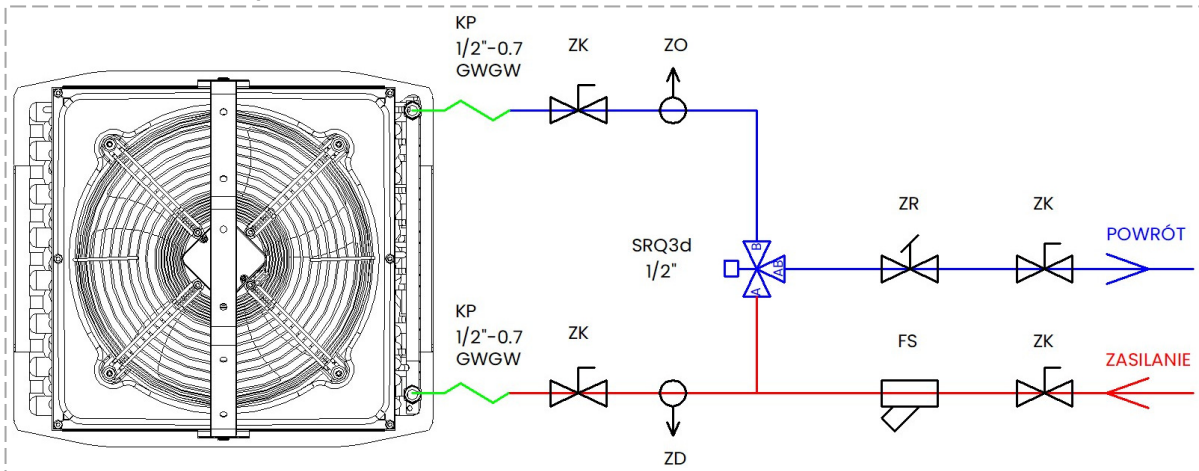 KP
1/2"-0.7
GWGW
ZK
ZO
SRQ3d
1/2"
B
AB
A
ZR
ZK
POWRÓT
KP
1/2"-0.7
GWGW
ZK
ZD
FS
ZK
ZASILANIE